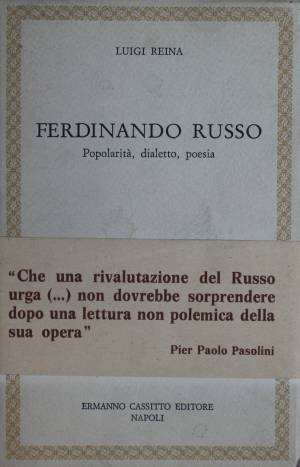 LUIGI REINA
FERDINANDO RUSSO
Popolarità, dialetto, poesia
"Che una rivalutazione del Russo
urga (...) non dovrebbe sorprendere
dopo una lettura non polemica della
sua opera"
Pier Paolo Pasolini
ERMANNO CASSITTO EDITORE
NAPOLI